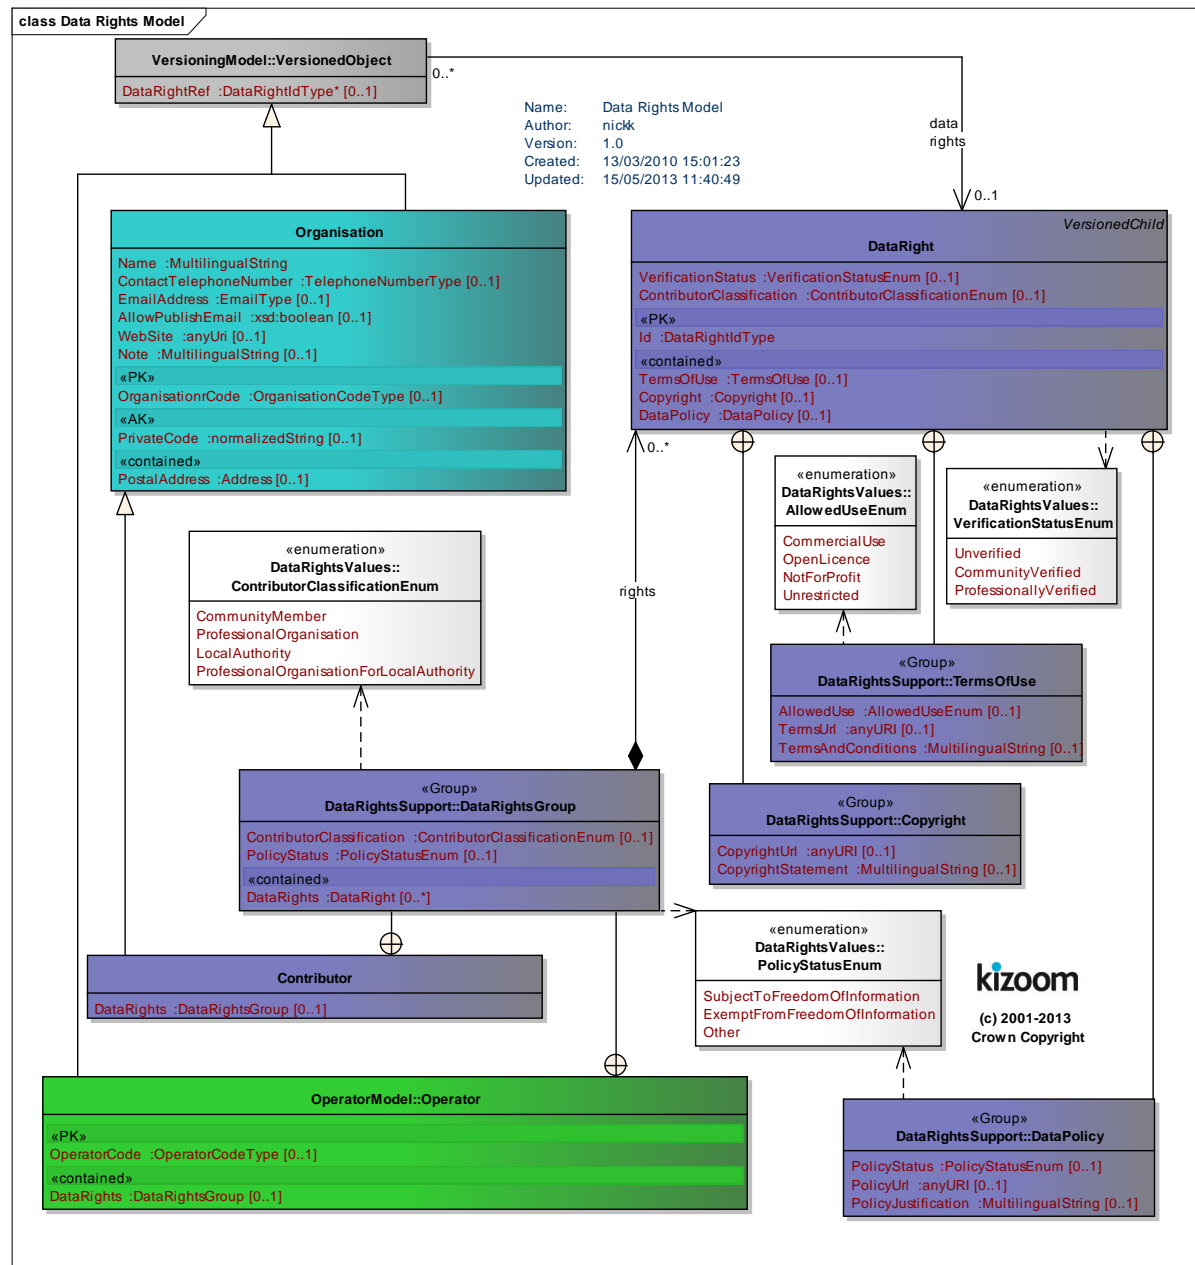 class Data Rights Model
VersioningModel::VersionedObject
DataRightRef :DataRightIdType* [0..1]
0..*
data
rights
0..1
Name: Data Rights Model
Author: nickk
Version: 1.0
Created: 13/03/2010 15:01:23
Updated: 15/05/2013 11:40:49
Organisation
Name :MultilingualString
ContactTelephoneNumber :TelephoneNumberType [0..1]
EmailAddress :EmailType [0..1]
AllowPublishEmail :xsd:boolean [0..1]
WebSite :anyUri [0..1]
Note :MultilingualString [0..1]
«PK»
OrganisationrCode :OrganisationCodeType [0..1]
«AK»
PrivateCode :normalizedString [0..1]
«contained»
PostalAddress :Address [0..1]
VersionedChild
DataRight
VerificationStatus :VerificationStatusEnum [0..1]
ContributorClassification :ContributorClassificationEnum [0..1]
«PK»
Id :DataRightIdType
«contained»
TermsOfUse :TermsOfUse [0..1]
Copyright :Copyright [0..1]
DataPolicy :DataPolicy [0..1]
0..*
rights
«enumeration»
DataRightsValues::
AllowedUseEnum
CommercialUse
OpenLicence
NotForProfit
Unrestricted
«enumeration»
DataRightsValues::
VerificationStatusEnum
Unverified
CommunityVerified
ProfessionallyVerified
«enumeration»
DataRightsValues::
ContributorClassificationEnum
CommunityMember
ProfessionalOrganisation
LocalAuthority
ProfessionalOrganisationForLocalAuthority
«Group»
DataRightsSupport::TermsOfUse
AllowedUse :AllowedUseEnum [0..1]
TermsUrl :anyURI [0..1]
TermsAndConditions :MultilingualString [0..1]
«Group»
DataRightsSupport::DataRightsGroup
ContributorClassification :ContributorClassificationEnum [0..1]
PolicyStatus :PolicyStatusEnum [0..1]
«contained»
DataRights :DataRight [0..*]
«Group»
DataRightsSupport::Copyright
CopyrightUrl :anyURI [0..1]
CopyrightStatement :MultilingualString [0..1]
«enumeration»
DataRightsValues::
PolicyStatusEnum
SubjectToFreedomOfInformation
ExemptFromFreedomOfInformation
Other
Contributor
DataRights :DataRightsGroup [0..1]
kizoom
(c) 2001-2013
Crown Copyright
OperatorModel::Operator
«PK»
OperatorCode :OperatorCodeType [0..1]
«contained»
DataRights :DataRightsGroup [0..1]
«Group»
DataRightsSupport::DataPolicy
PolicyStatus :PolicyStatusEnum [0..1]
PolicyUrl :anyURI [0..1]
PolicyJustification :MultilingualString [0..1]